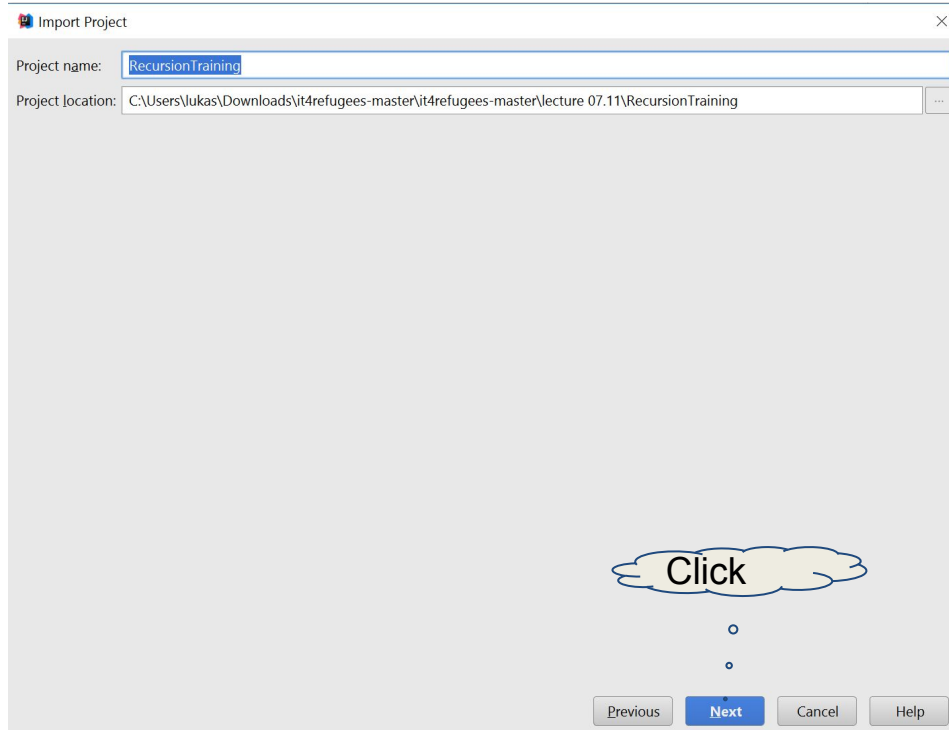 Import Project
Project name: RecursionTraining
Project location: C:\Users\lukas\Downloads\it4refugees-master\it4refugees-master\lecture 07.11\RecursionTraining ...
Click
Previous Next Cancel Help